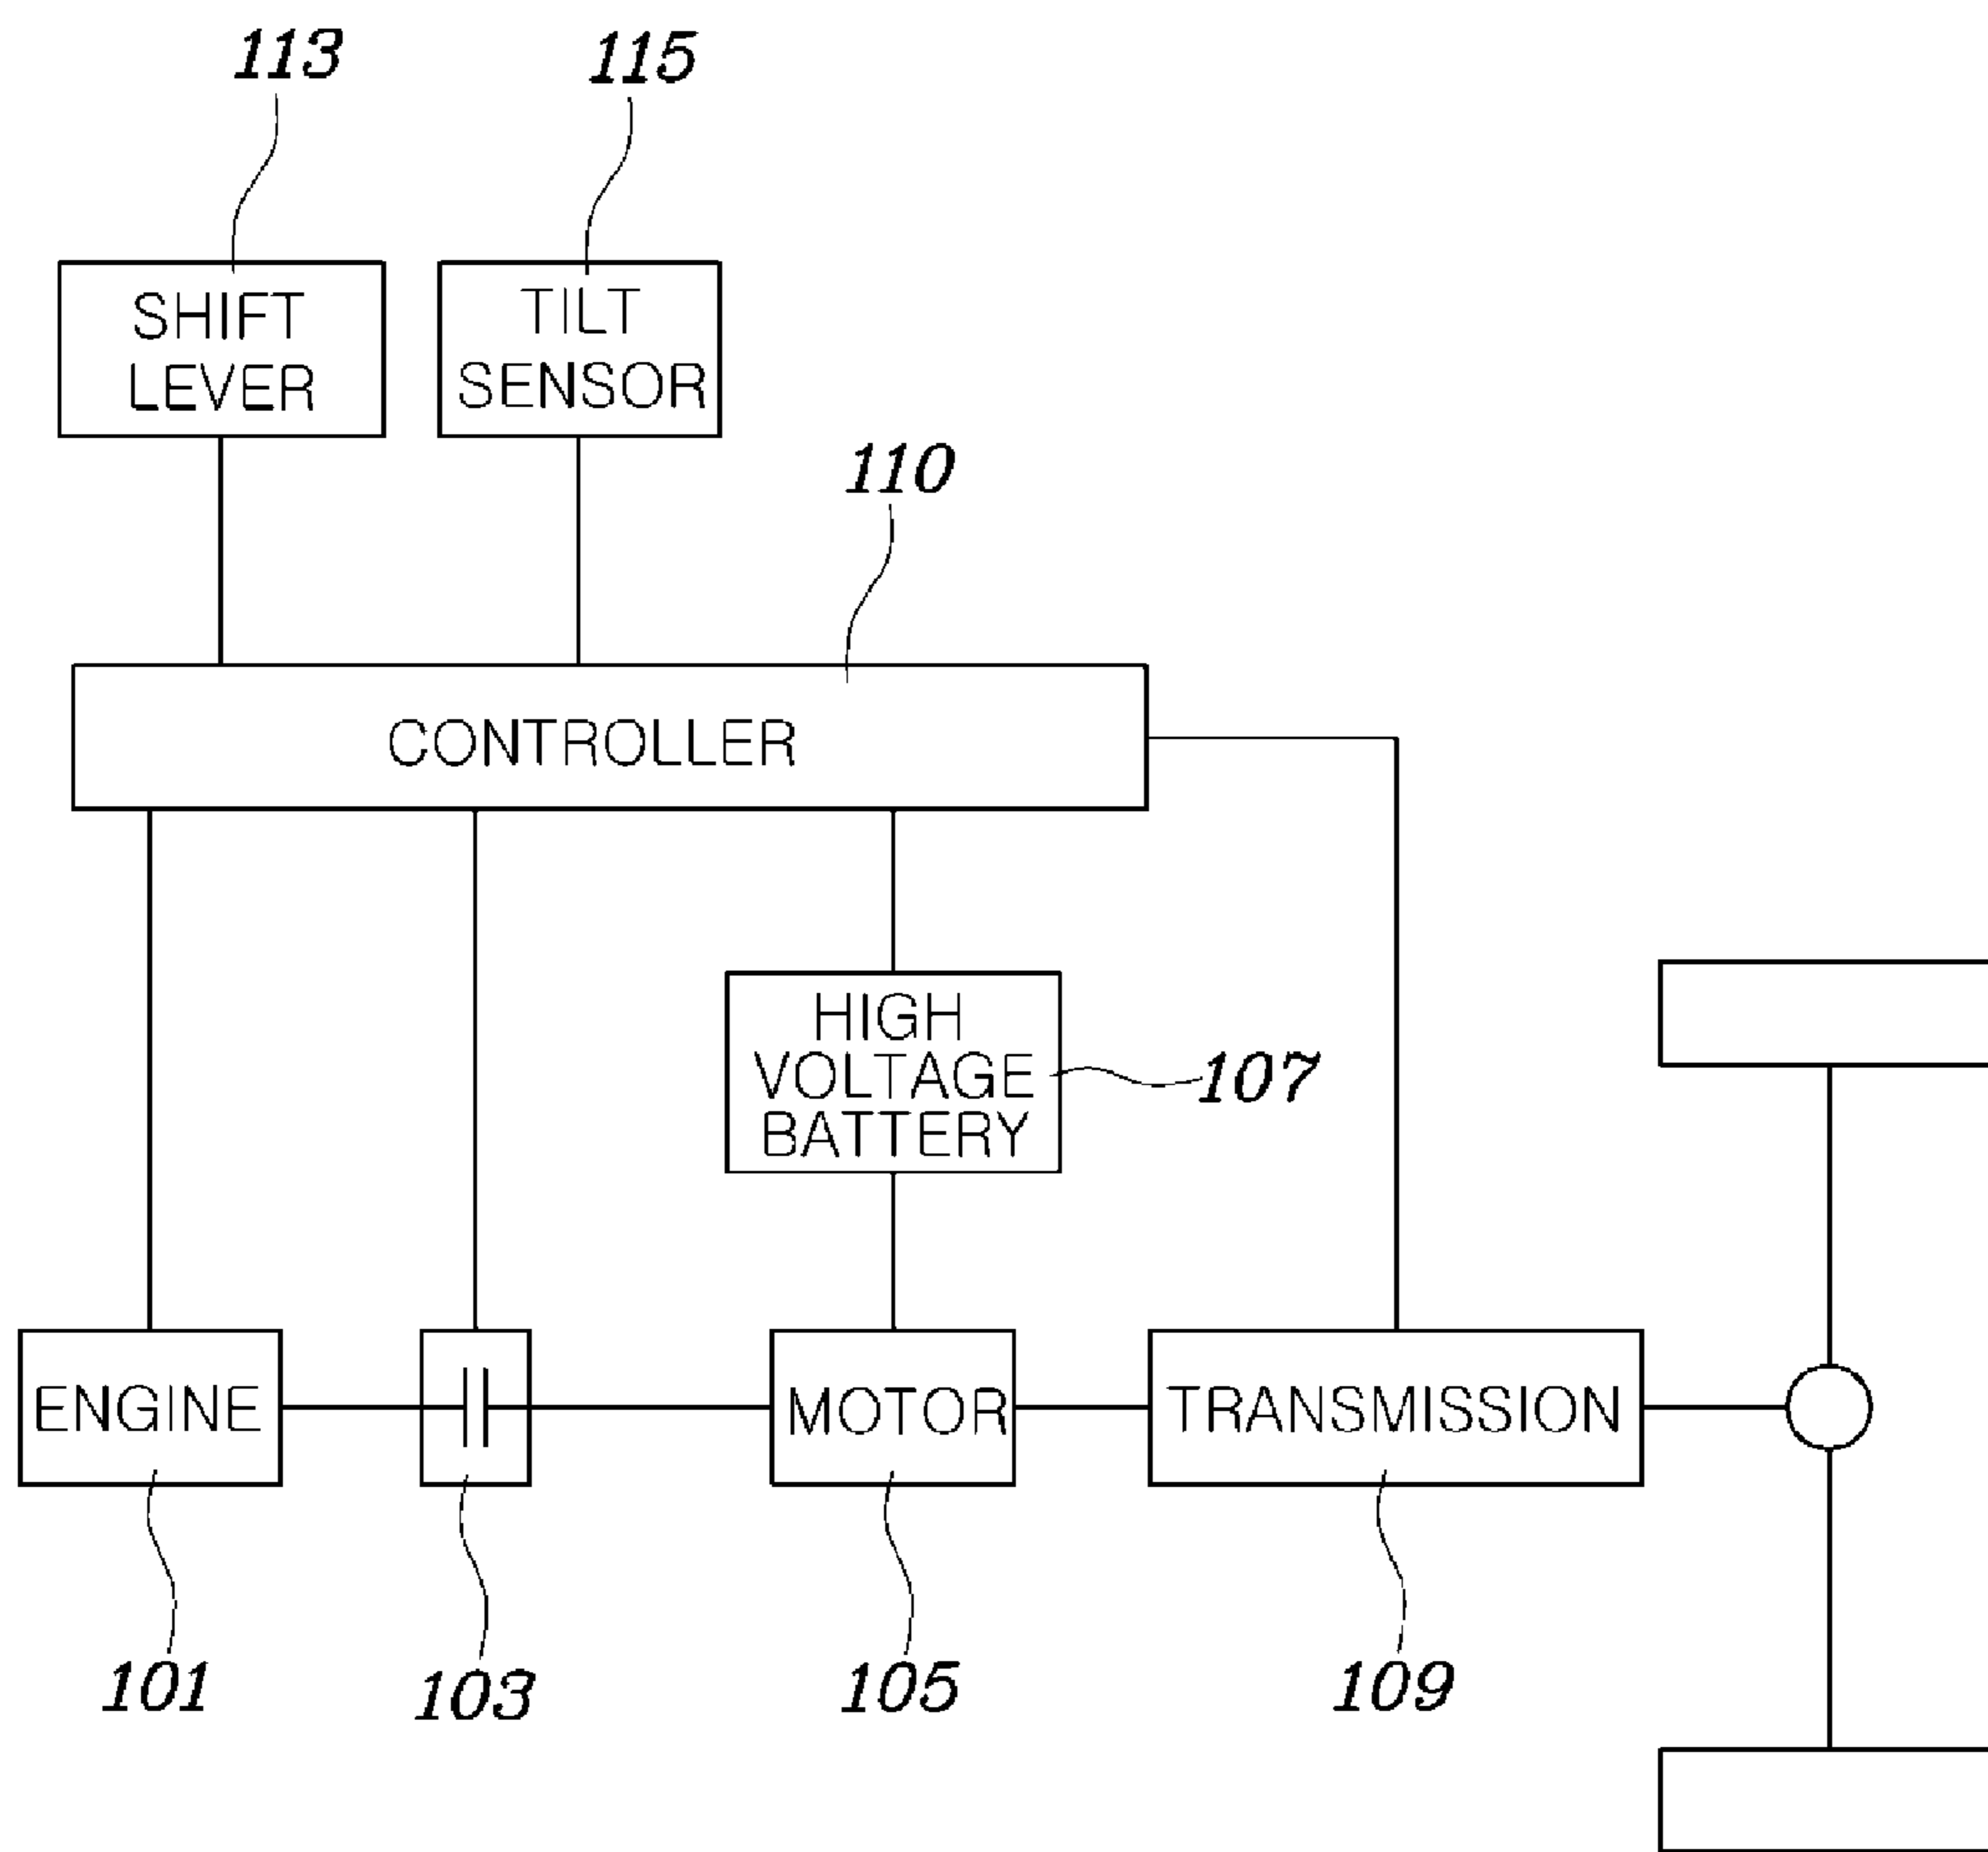 113
115
SHIFT
LEVER
TILT
SENSOR
110
CONTROLLER
HIGH
VOLTAGE
BATTERY
107
ENGINE
MOTOR
TRANSMISSION
101
103
105
109